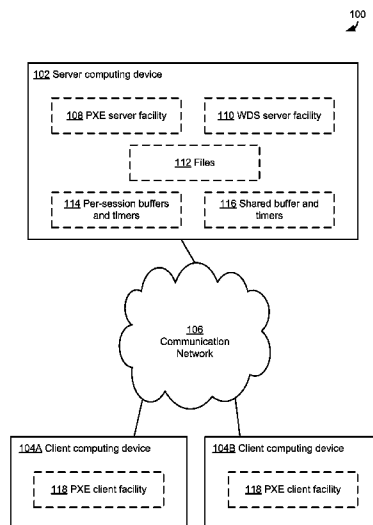 100
102 Server computing device
108 PXE server facility
110 WDS server facility
112 Files
114 Per-session buffers
and timers
116 Shared buffer and
timers
106
Communication
Network
104A Client computing device
118 PXE client facility
104B Client computing device
118 PXE client facility